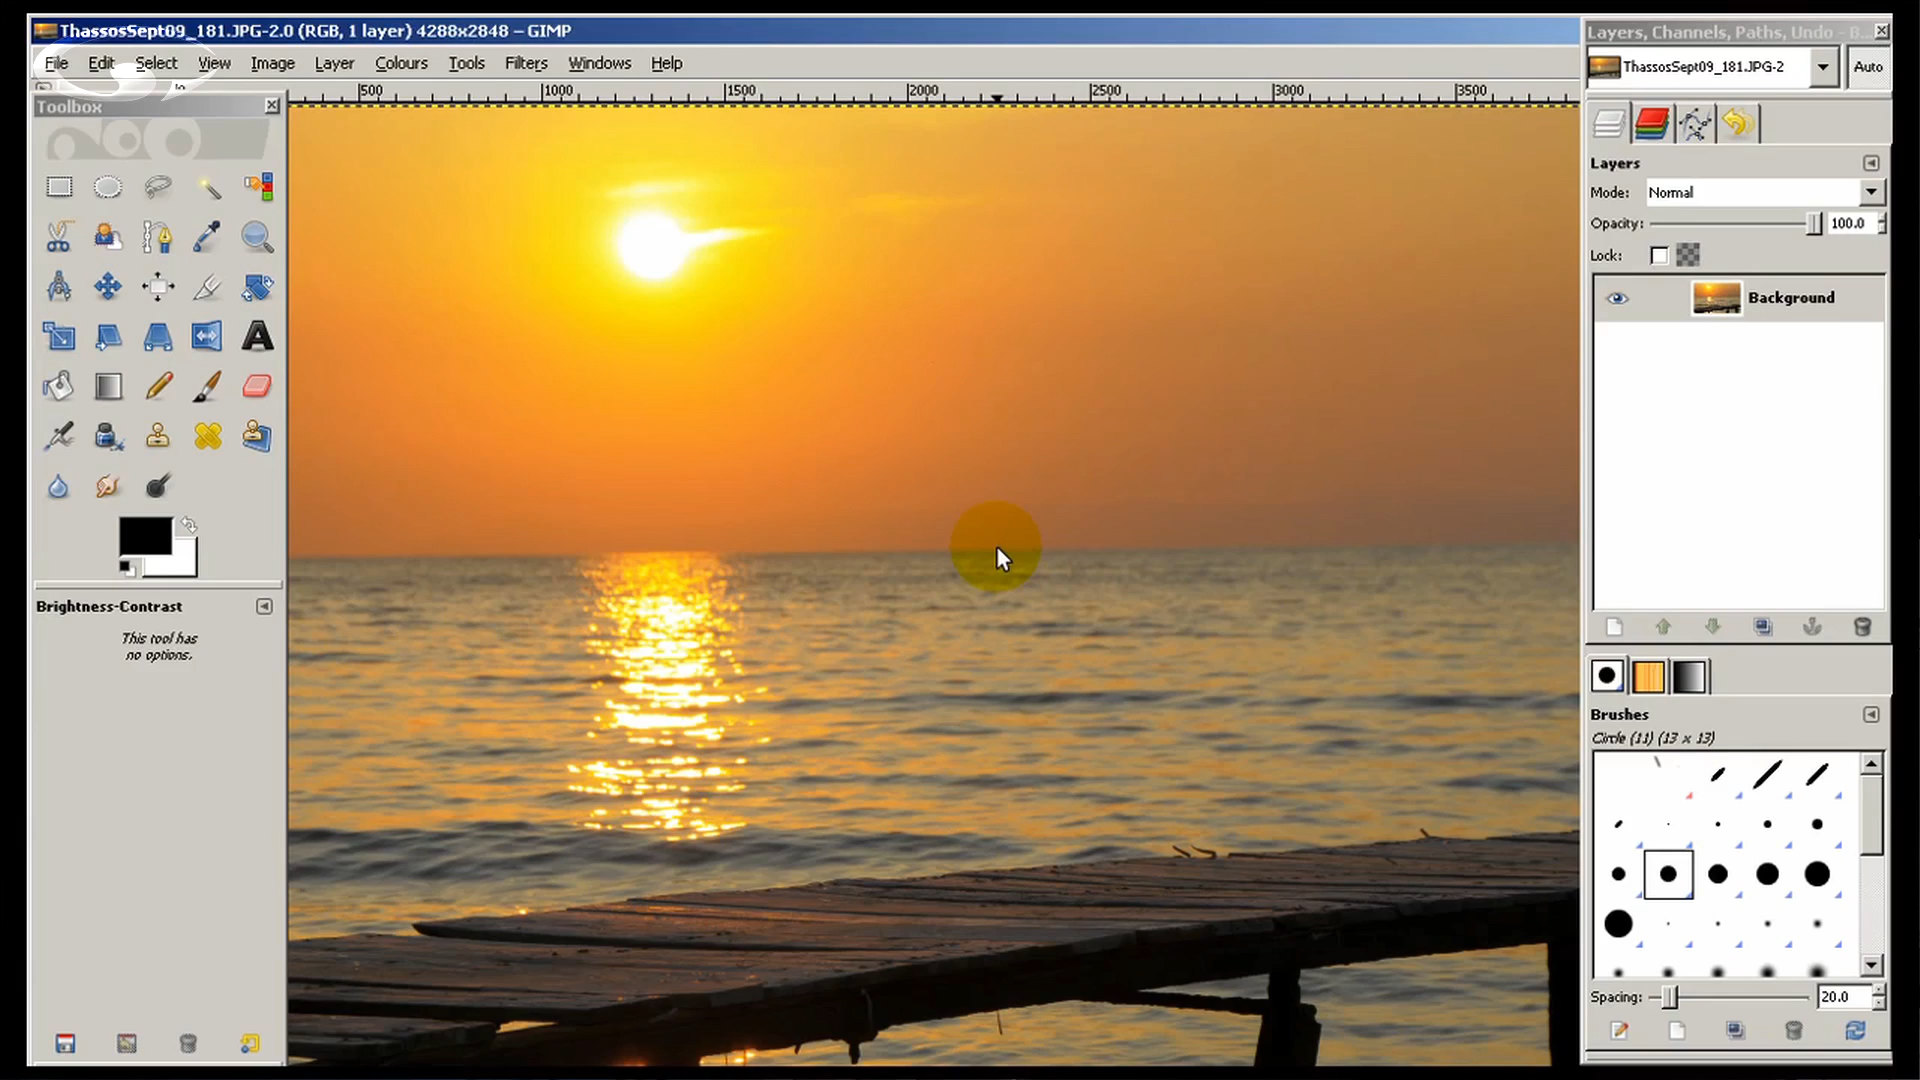 ThassosSept09_181.JPG-2.0 (RGB, 1 layer) 4288x2848 – GIMP
File Edit Select View Image Layer Colours Tools Filters Windows Help
500 1000 1500 2000 2500 3000 3500
Toolbox
Brightness-Contrast
This tool has
no options.
Layers, Channels, Paths, Undo - B...
ThassosSept09_181.JPG-2
Auto
Layers
Mode: Normal
Opacity: 100.0
Lock:
Background
Brushes
Circle (11) (13 x 13)
Spacing: 20.0